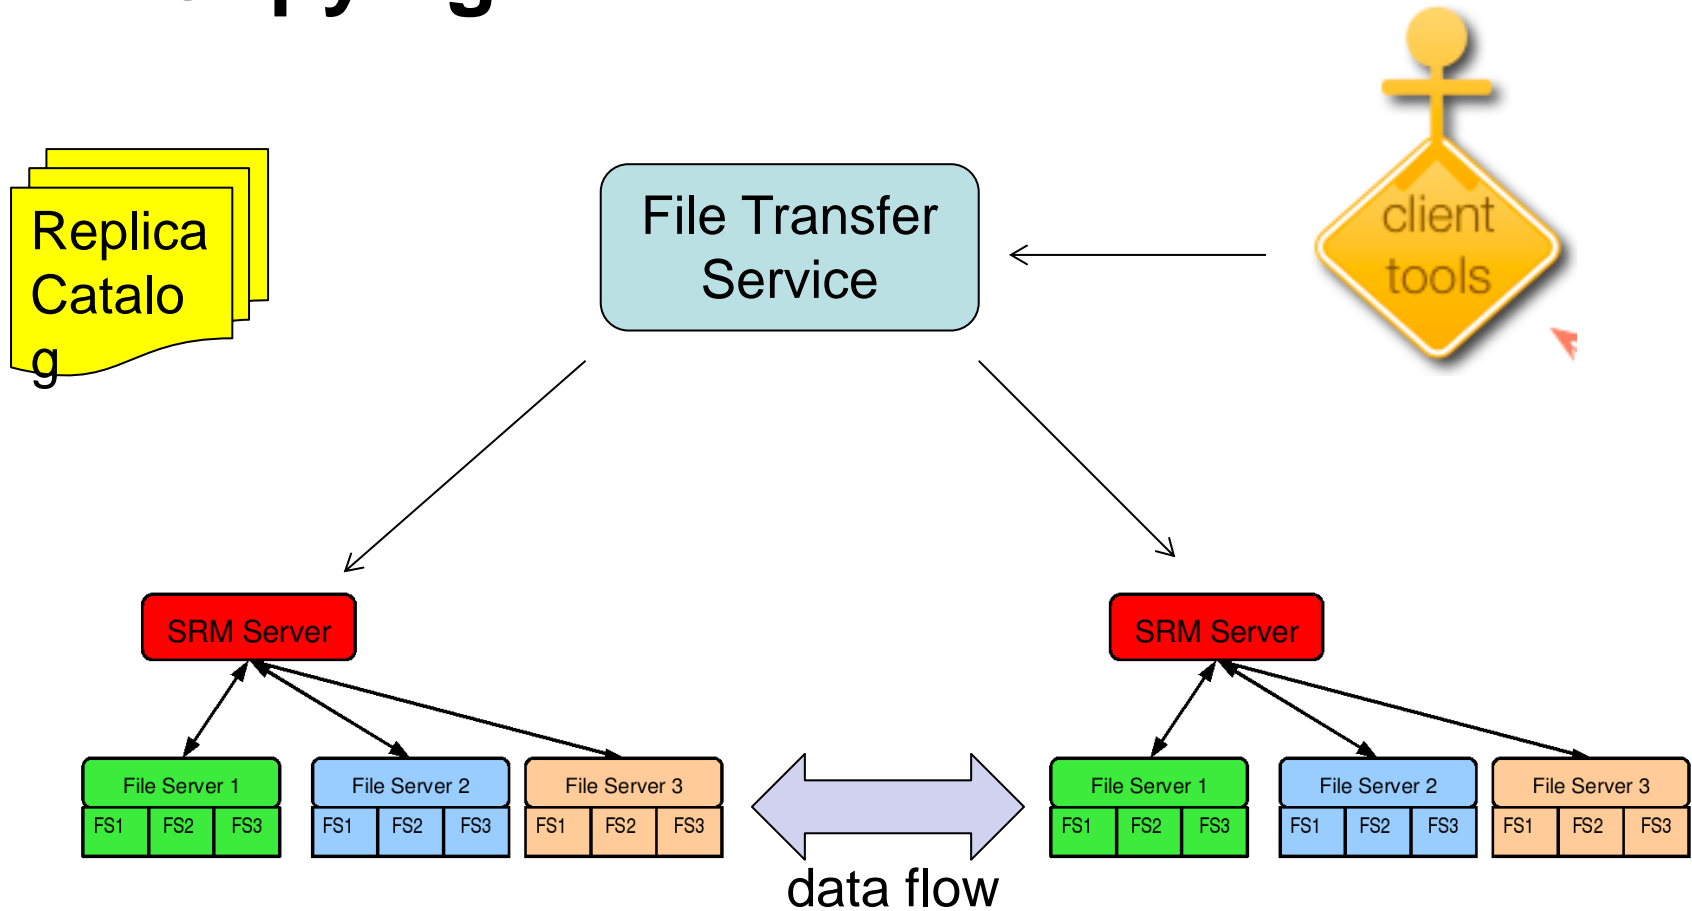 File Transfer
Service
client
tools
Replica
Catalo
g
SRM Server
SRM Server
File Server 1
File Server 2
File Server 3
FS1 FS2 FS3
FS1 FS2 FS3
FS1 FS2 FS3
File Server 1
File Server 2
File Server 3
FS1 FS2 FS3
FS1 FS2 FS3
FS1 FS2 FS3
data flow